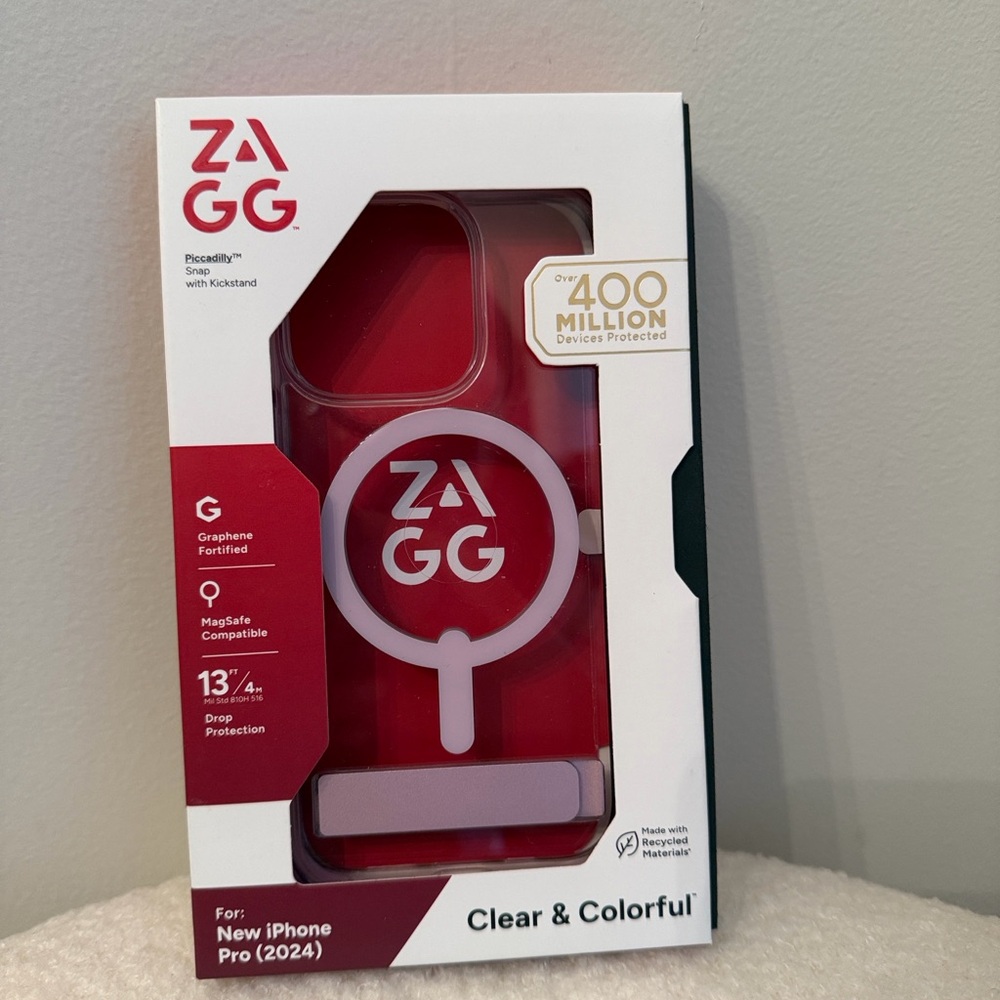 ZA
GG™
Piccadilly™
Snap
with Kickstand
Over
400
MILLION
Devices Protected
ZA
GG
G
Graphene
Fortified
MagSafe
Compatible
13FT/4M
Mil Std 810H 516
Drop
Protection
Made with
Recycled
Materials*
For:
New iPhone
Pro (2024)
Clear & Colorful™